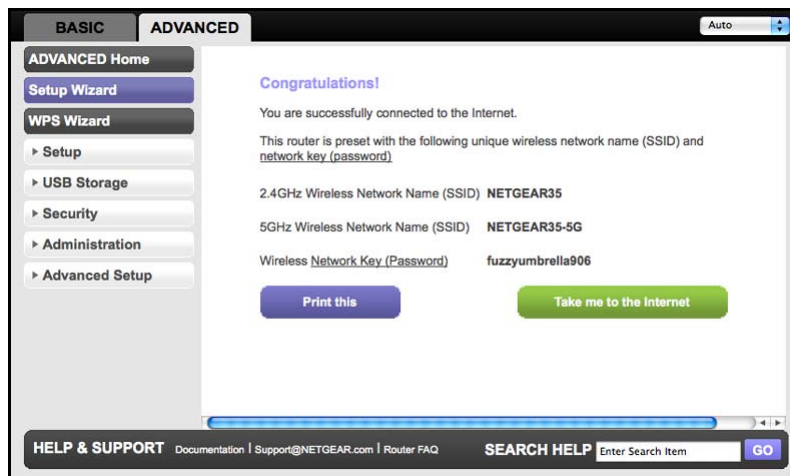 BASIC
ADVANCED
Auto
ADVANCED Home
Setup Wizard
WPS Wizard
Setup
USB Storage
Security
Administration
Advanced Setup
Congratulations!
You are successfully connected to the Internet.
This router is preset with the following unique wireless network name (SSID) and
network key (password)
2.4GHz Wireless Network Name (SSID) NETGEAR35
5GHz Wireless Network Name (SSID) NETGEAR35-5G
Wireless Network Key (Password) fuzzyumbrella906
Print this
Take me to the Internet
HELP & SUPPORT Documentation | Support@NETGEAR.com | Router FAQ
SEARCH HELP Enter Search Item GO